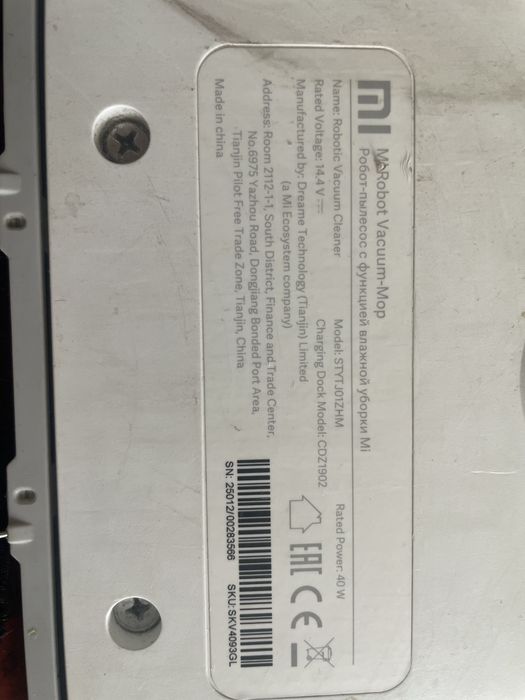 mi Mi Robot Vacuum-Mop
Робот-пылесос с функцией влажной уборки Mi
Name: Robotic Vacuum Cleaner Model: STYTJ01ZHM Rated Power: 40 W
Rated Voltage: 14.4 V Charging Dock Model: CDZ1902
Manufactured by: Dreame Technology (Tianjin) Limited
(a Mi Ecosystem company)
Address: Room 2112-1-1, South District, Finance and Trade Center,
No.6975 Yazhou Road, Dongjiang Bonded Port Area,
Tianjin Pilot Free Trade Zone, Tianjin, China
Made in china
EAC CE
SN: 25012/00283566 SKU:SKV4093GL